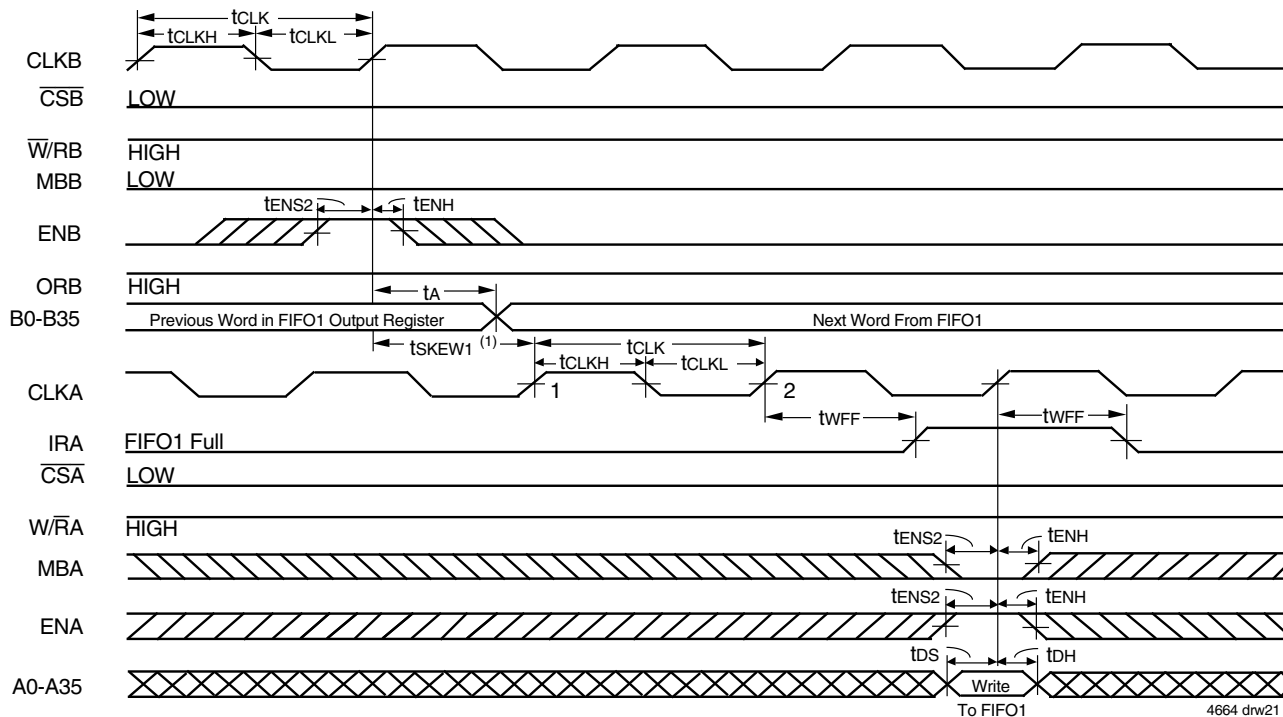 tCLK
tCLKH tCLKL
CLKB
CSB LOW
W/RB HIGH
MBB LOW
tENS2 tENH
ENB
ORB HIGH
tA
B0-B35 Previous Word in FIFO1 Output Register Next Word From FIFO1
tSKEW1 (1) tCLK
tCLKH tCLKL
CLKA 1 2
tWFF tWFF
IRA FIFO1 Full
CSA LOW
W/RA HIGH
tENS2 tENH
MBA
tENS2 tENH
ENA
tDS tDH
A0-A35 Write
To FIFO1
4664 drw21